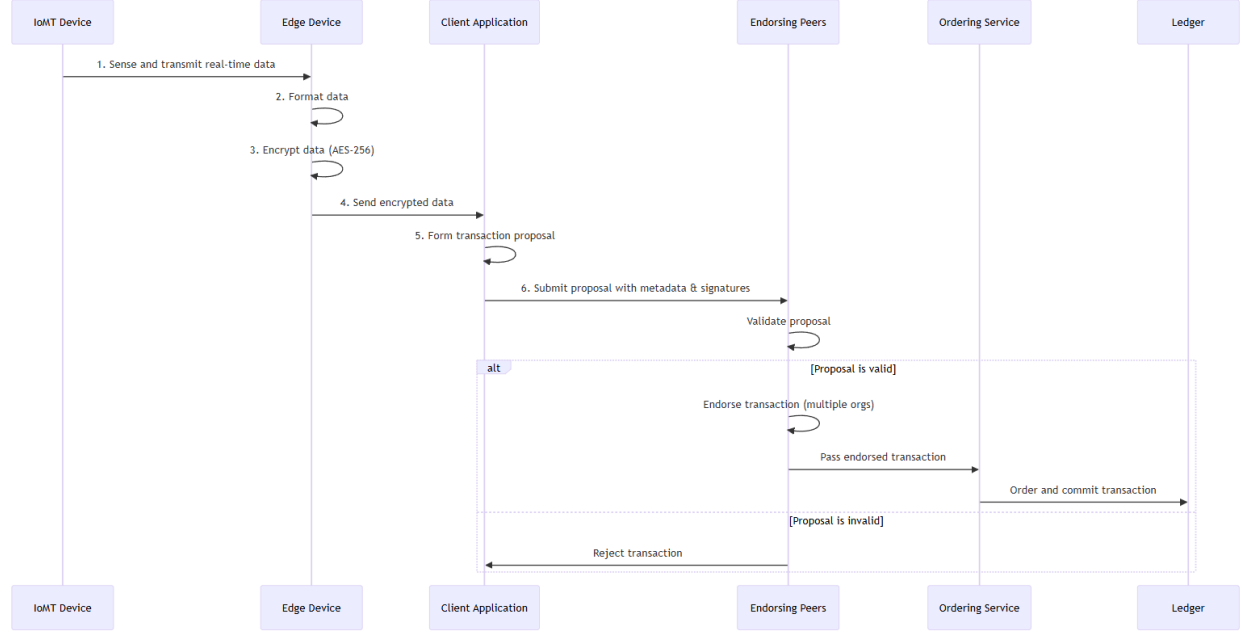 IoMT Device
Edge Device
Client Application
Endorsing Peers
Ordering Service
Ledger
1. Sense and transmit real-time data
2. Format data
3. Encrypt data (AES-256)
4. Send encrypted data
5. Form transaction proposal
6. Submit proposal with metadata & signatures
Validate proposal
alt
[Proposal is valid]
Endorse transaction (multiple orgs)
Pass endorsed transaction
Order and commit transaction
[Proposal is invalid]
Reject transaction
IoMT Device
Edge Device
Client Application
Endorsing Peers
Ordering Service
Ledger